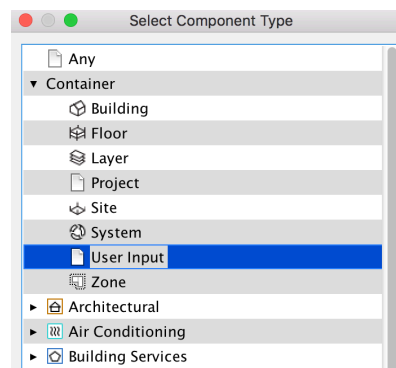 Select Component Type
Any
Container
Building
Floor
Layer
Project
Site
System
User Input
Zone
Architectural
Air Conditioning
Building Services